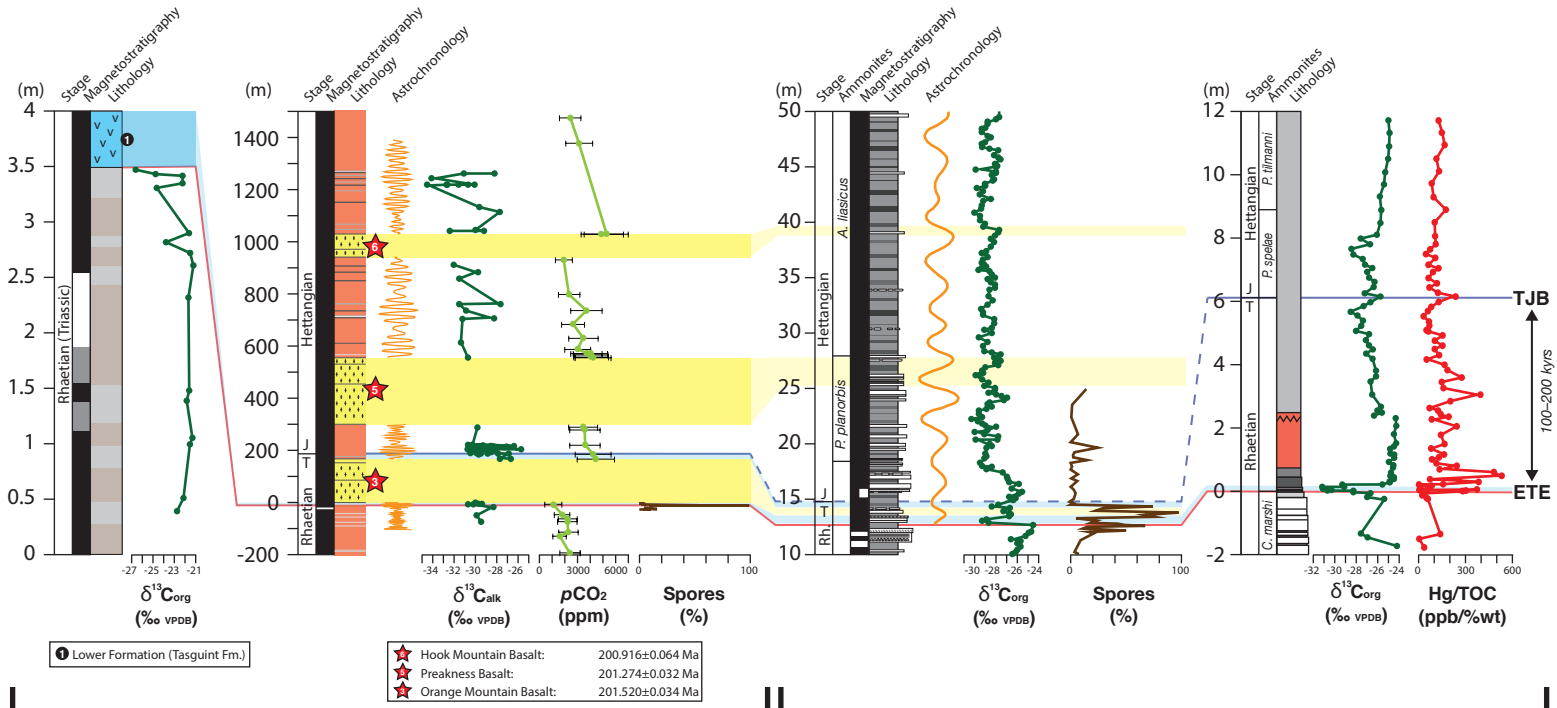 Stage
Magnetostratigraphy
Lithology
(m)
4
3.5
3
2.5
2
1.5
1
0.5
0
Rhaetian (Triassic)
v v v v v v v
1
-27 -25 -23 -21
δ13Corg
(‰ VPDB)
1 Lower Formation (Tasguint Fm.)
Stage
Magnetostratigraphy
Lithology
Astrochronology
(m)
1400
1200
1000
800
600
400
200
0
-200
Hettangian
J
T
Rhaetian
6
5
3
-34 -30 -28 -26
δ13Calk
(‰ VPDB)
0 3000 6000
pCO2
(ppm)
0 100
Spores
(%)
6 Hook Mountain Basalt: 200.916±0.064 Ma
5 Preakness Basalt: 201.274±0.032 Ma
3 Orange Mountain Basalt: 201.520±0.034 Ma
Stage
Ammonites
Magnetostratigraphy
Lithology
Astrochronology
(m)
50
45
40
35
30
25
20
15
10
Hettangian
J
T
Rh.
A. liasicus
P. planorbis
-30 -28 -26 -24
δ13Corg
(‰ VPDB)
0 100
Spores
(%)
Stage
Ammonites
Lithology
(m)
12
10
8
6
4
2
0
-2
Hettangian
J
T
Rhaetian
P. tilmanni
P. spelae
C. marshi
-32 -30 -28 -26 -24
δ13Corg
(‰ VPDB)
0 300 600
Hg/TOC
(ppb/%wt)
TJB
100–200 kyrs
ETE